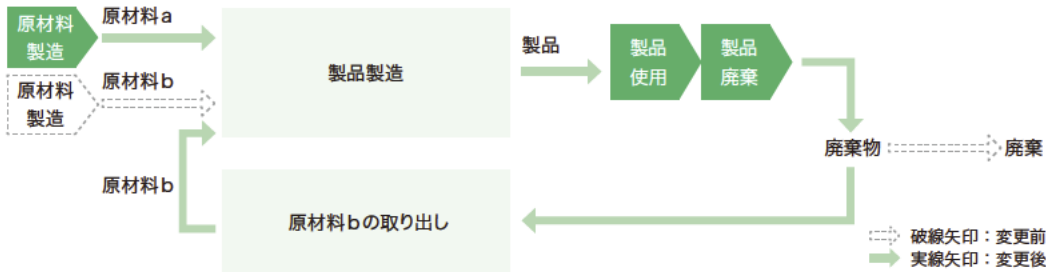 原材料
製造
原材料a
原材料
製造
原材料b
製品製造
製品
製品
使用
製品
廃棄
廃棄物
廃棄
原材料b
原材料bの取り出し
破線矢印：変更前
実線矢印：変更後